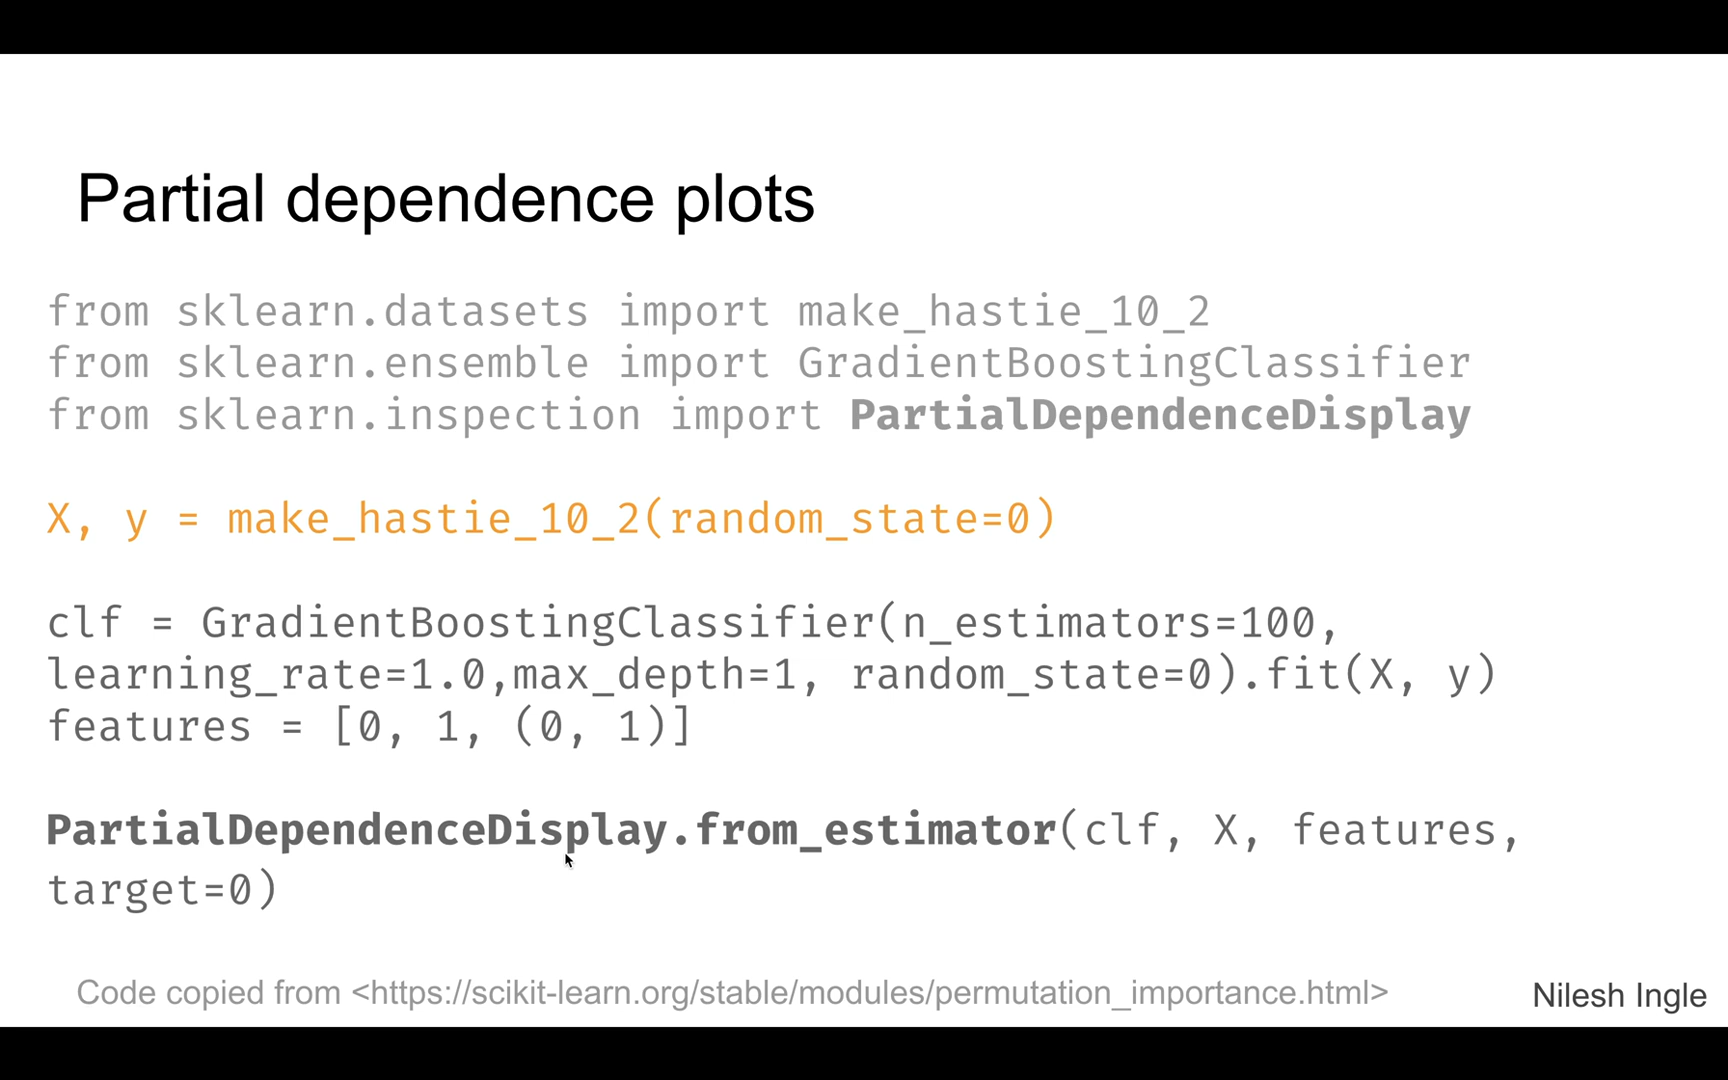 Partial dependence plots
from sklearn.datasets import make_hastie_10_2
from sklearn.ensemble import GradientBoostingClassifier
from sklearn.inspection import PartialDependenceDisplay
X, y = make_hastie_10_2(random_state=0)
clf = GradientBoostingClassifier(n_estimators=100,
learning_rate=1.0,max_depth=1, random_state=0).fit(X, y)
features = [0, 1, (0, 1)]
PartialDependenceDisplay.from_estimator(clf, X, features,
target=0)
Code copied from <https://scikit-learn.org/stable/modules/permutation_importance.html>
Nilesh Ingle